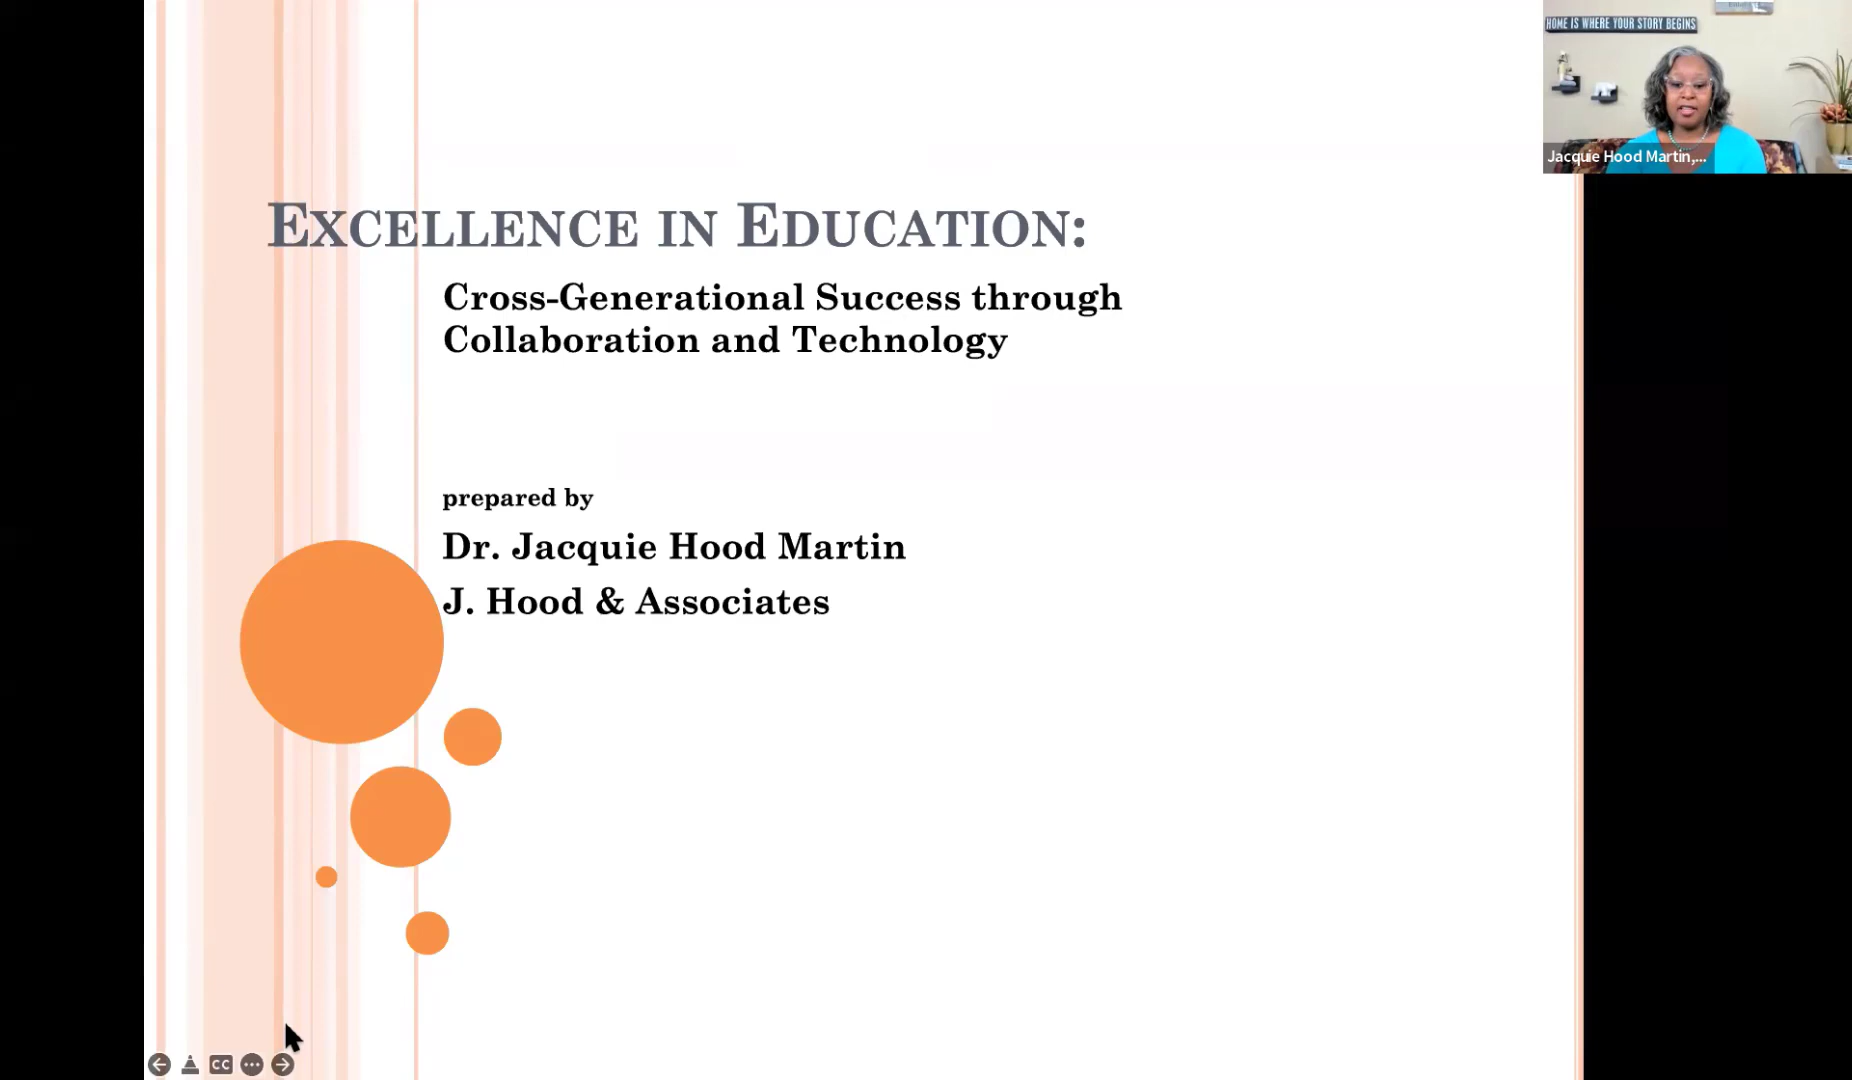 HOME IS WHERE YOUR STORY BEGINS
Jacquie Hood Martin,...
EXCELLENCE IN EDUCATION:
Cross-Generational Success through
Collaboration and Technology
prepared by
Dr. Jacquie Hood Martin
J. Hood & Associates
CC